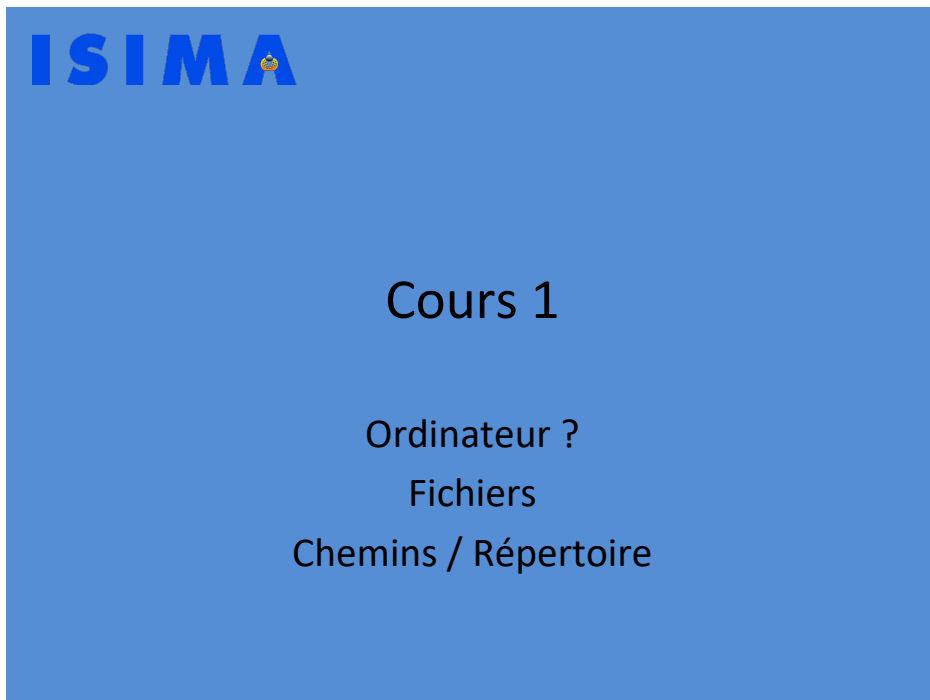 ISIMA
Cours 1
Ordinateur ?
Fichiers
Chemins / Répertoire